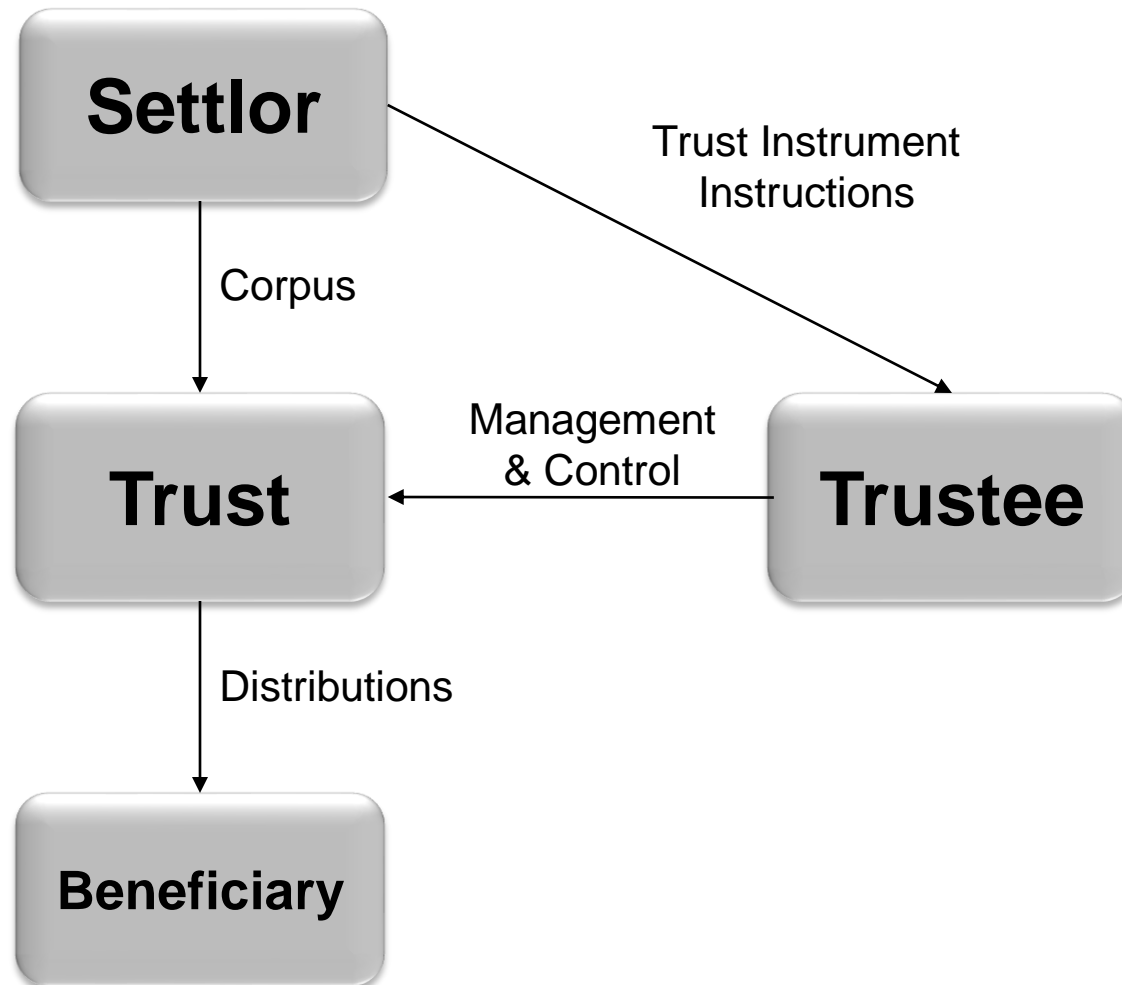 Settlor
Trust Instrument
Instructions
Corpus
Management
& Control
Trust
Trustee
Distributions
Beneficiary